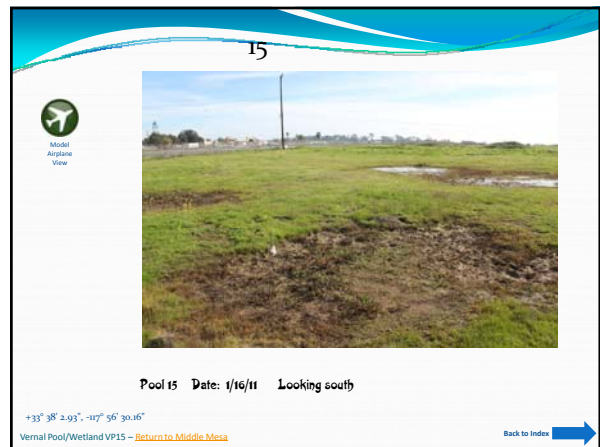 15
Model
Airplane
View
Pool 15 Date: 1/16/11 Looking south
+33° 38' 2.93", -117° 56' 30.16"
Vernal Pool/Wetland VP15 – Return to Middle Mesa
Back to Index